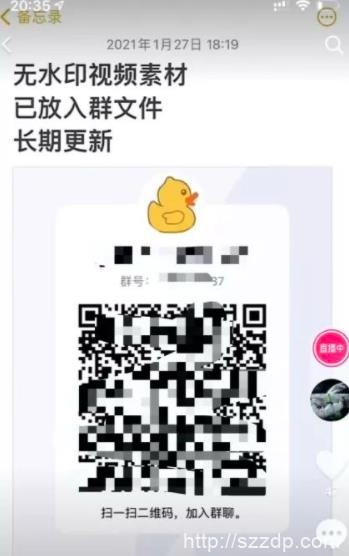 20:35
备忘录
2021年1月27日 18:19
无水印视频素材
已放入群文件
长期更新
群号：
37
直播中
扫一扫二维码，加入群聊。
http://szzdp.com